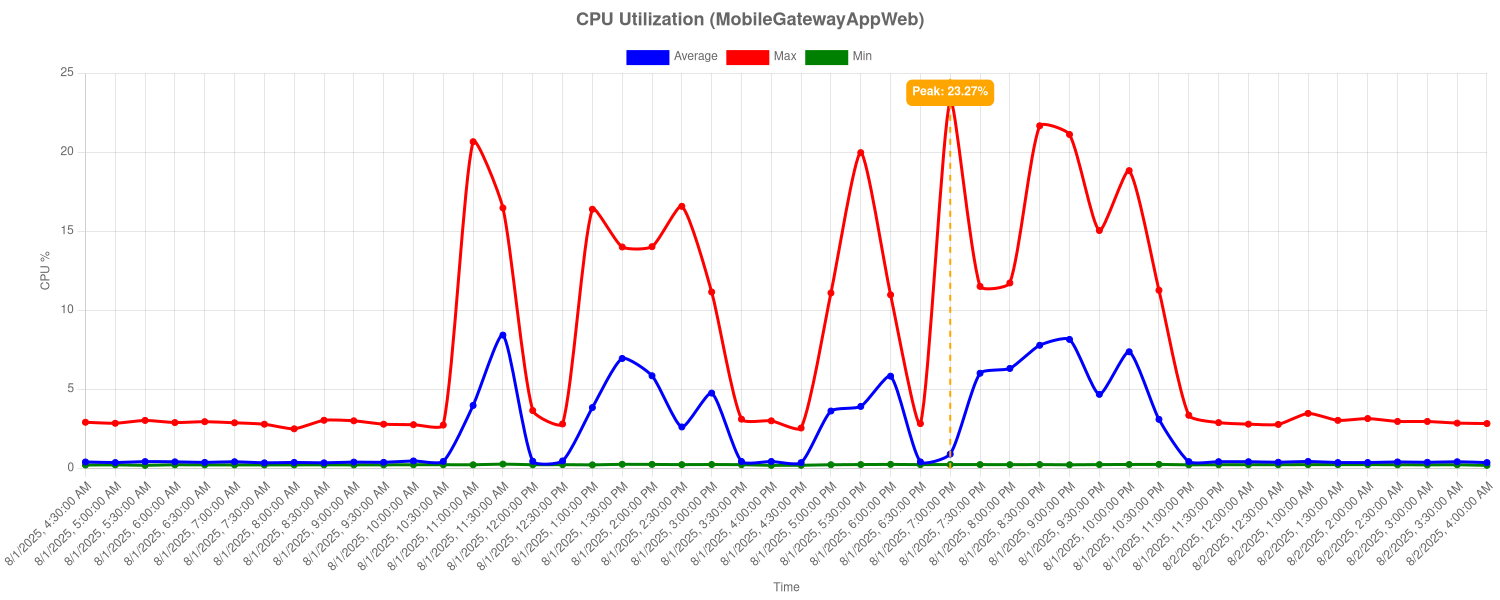 CPU Utilization (MobileGatewayAppWeb)
Average Max Min
Peak: 23.27%
25
20
15
10
5
0
CPU %
8/1/2025, 4:30:00 AM
8/1/2025, 5:00:00 AM
8/1/2025, 5:30:00 AM
8/1/2025, 6:00:00 AM
8/1/2025, 6:30:00 AM
8/1/2025, 7:00:00 AM
8/1/2025, 7:30:00 AM
8/1/2025, 8:00:00 AM
8/1/2025, 8:30:00 AM
8/1/2025, 9:00:00 AM
8/1/2025, 9:30:00 AM
8/1/2025, 10:00:00 AM
8/1/2025, 10:30:00 AM
8/1/2025, 11:00:00 AM
8/1/2025, 11:30:00 AM
8/1/2025, 12:00:00 PM
8/1/2025, 12:30:00 PM
8/1/2025, 1:00:00 PM
8/1/2025, 1:30:00 PM
8/1/2025, 2:00:00 PM
8/1/2025, 2:30:00 PM
8/1/2025, 3:00:00 PM
8/1/2025, 3:30:00 PM
8/1/2025, 4:00:00 PM
8/1/2025, 4:30:00 PM
8/1/2025, 5:00:00 PM
8/1/2025, 5:30:00 PM
8/1/2025, 6:00:00 PM
8/1/2025, 6:30:00 PM
8/1/2025, 7:00:00 PM
8/1/2025, 7:30:00 PM
8/1/2025, 8:00:00 PM
8/1/2025, 8:30:00 PM
8/1/2025, 9:00:00 PM
8/1/2025, 9:30:00 PM
8/1/2025, 10:00:00 PM
8/1/2025, 10:30:00 PM
8/1/2025, 11:00:00 PM
8/1/2025, 11:30:00 PM
8/2/2025, 12:00:00 AM
8/2/2025, 12:30:00 AM
8/2/2025, 1:00:00 AM
8/2/2025, 1:30:00 AM
8/2/2025, 2:00:00 AM
8/2/2025, 2:30:00 AM
8/2/2025, 3:00:00 AM
8/2/2025, 3:30:00 AM
8/2/2025, 4:00:00 AM
Time